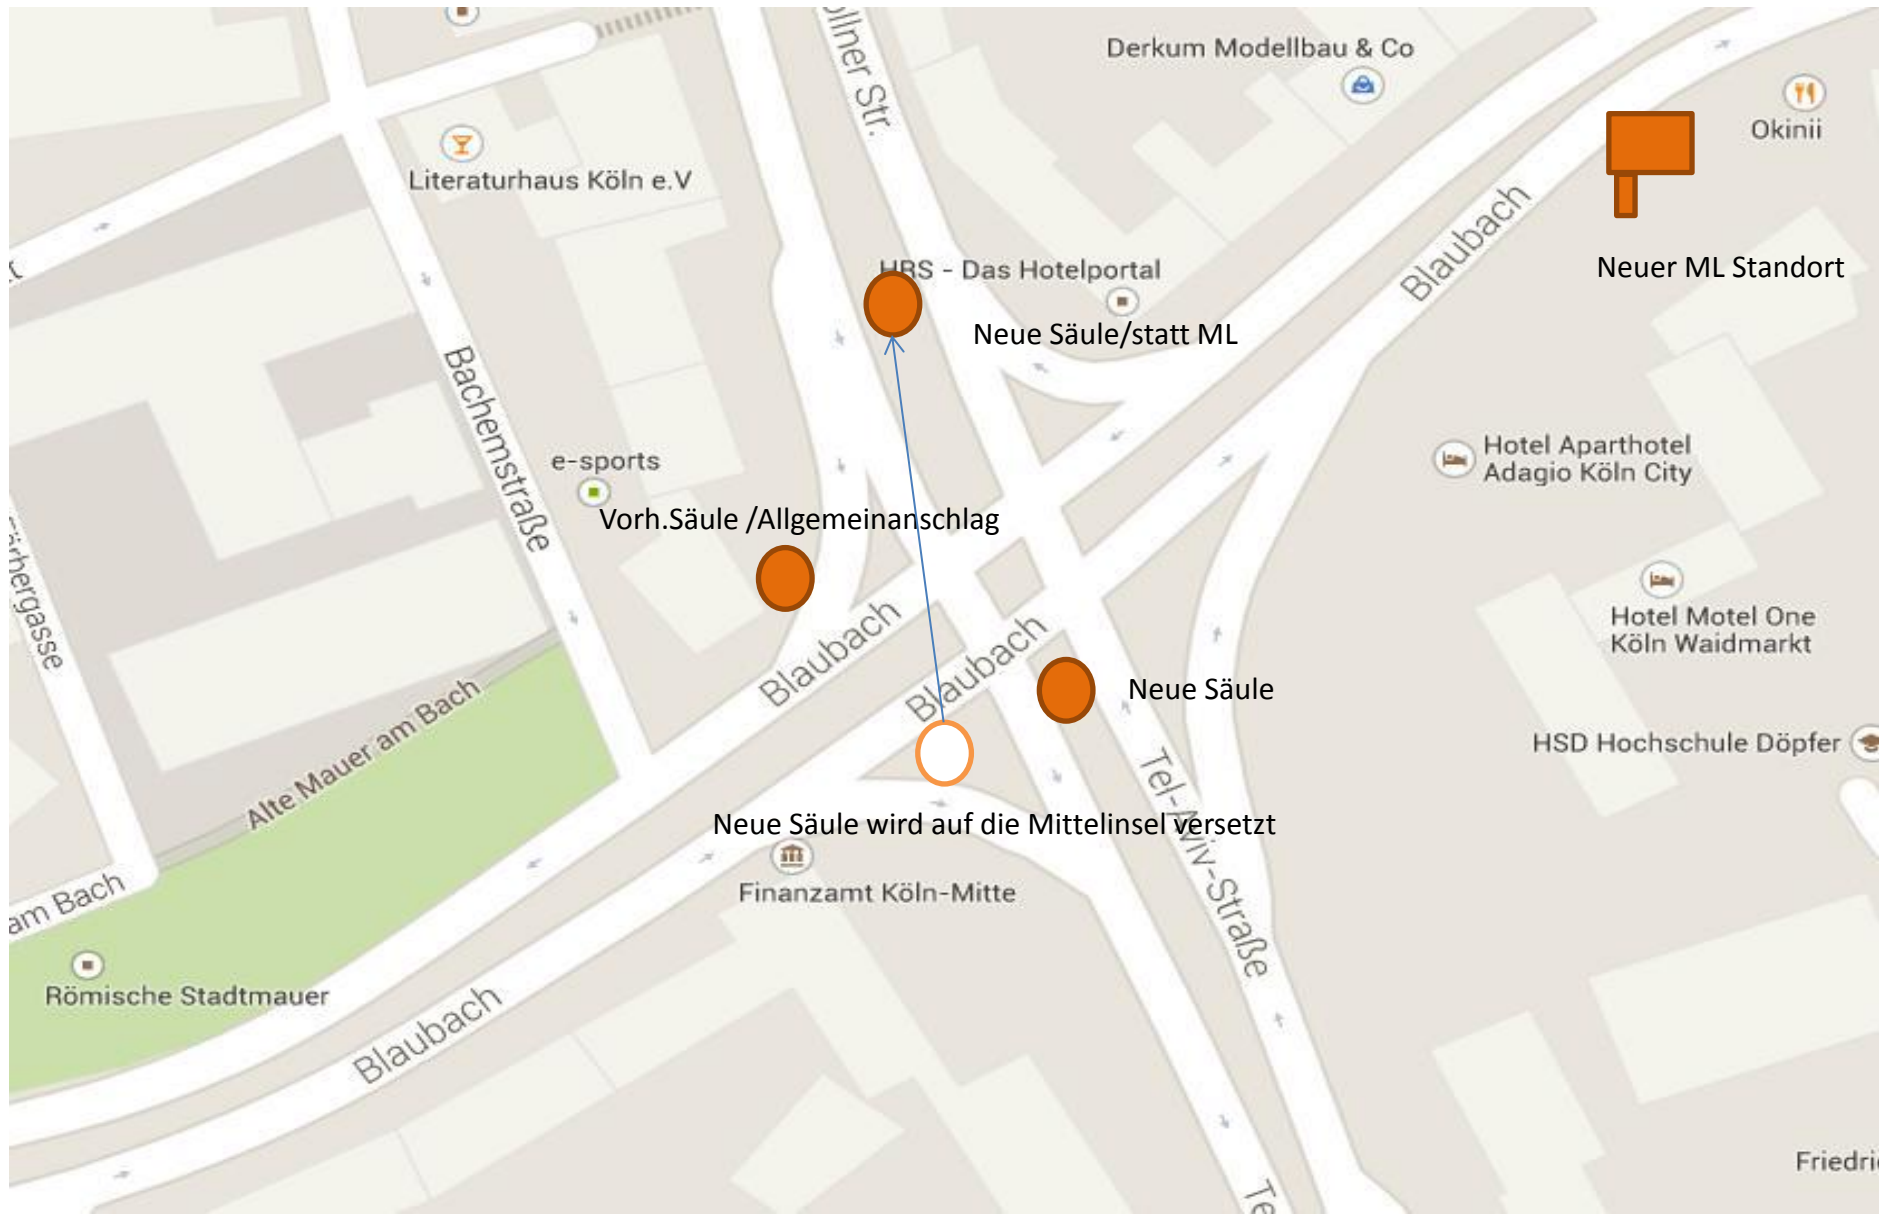 Derkum Modellbau & Co
Okinii
Literaturhaus Köln e.V
Blaubach
Neuer ML Standort
HRS - Das Hotelportal
Neue Säule/statt ML
Bachemstraße
e-sports
Hotel Aparthotel
Adagio Köln City
Vorh.Säule /Allgemeinanschlag
Hotel Motel One
Köln Waidmarkt
Blaubach
Blaubach
Neue Säule
Alte Mauer am Bach
HSD Hochschule Döpfer
Neue Säule wird auf die Mittelinsel versetzt
Tel-Aviv-Straße
Finanzamt Köln-Mitte
am Bach
Römische Stadtmauer
Blaubach
Friedri
Te